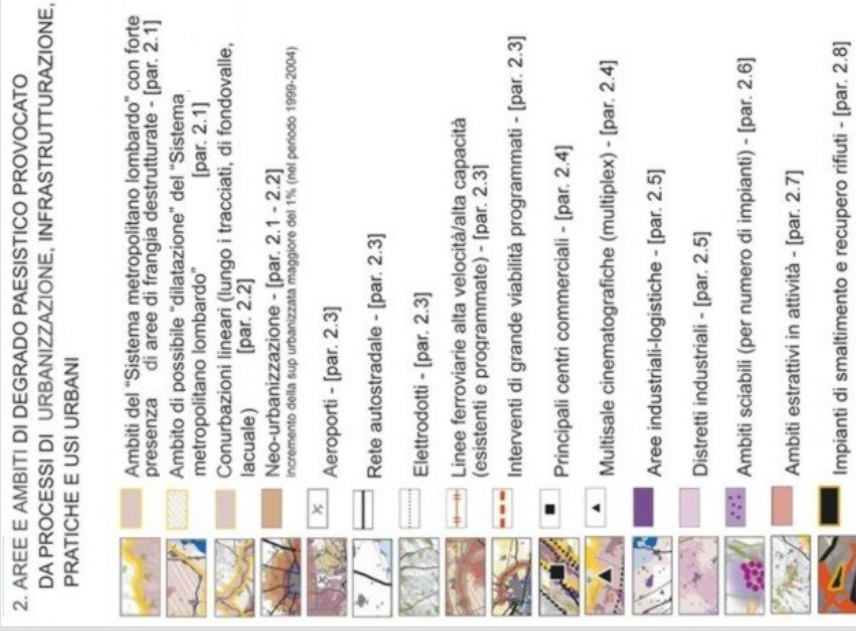 2. AREE E AMBITI DI DEGRADO PAESISTICO PROVOCATO
DA PROCESSI DI URBANIZZAZIONE, INFRASTRUTTURAZIONE,
PRATICHE E USI URBANI
Ambiti del "Sistema metropolitano lombardo" con forte
presenza di aree di frangia destrutturate - [par. 2.1]
Ambito di possibile "dilatazione" del "Sistema
metropolitano lombardo" [par. 2.1]
Conurbazioni lineari (lungo i tracciati, di fondovalle,
lacuale) [par. 2.2]
Neo-urbanizzazione - [par. 2.1 - 2.2]
incremento della sup urbanizzata maggiore del 1% (nel periodo 1999-2004)
Aeroporti - [par. 2.3]
Rete autostradale - [par. 2.3]
Elettrodotti - [par. 2.3]
Linee ferroviarie alta velocità/alta capacità
(esistenti e programmate) - [par. 2.3]
Interventi di grande viabilità programmati - [par. 2.3]
Principali centri commerciali - [par. 2.4]
Multisale cinematografiche (multiplex) - [par. 2.4]
Aree industriali-logistiche - [par. 2.5]
Distretti industriali - [par. 2.5]
Ambiti sciabili (per numero di impianti) - [par. 2.6]
Ambiti estrattivi in attività - [par. 2.7]
Impianti di smaltimento e recupero rifiuti - [par. 2.8]